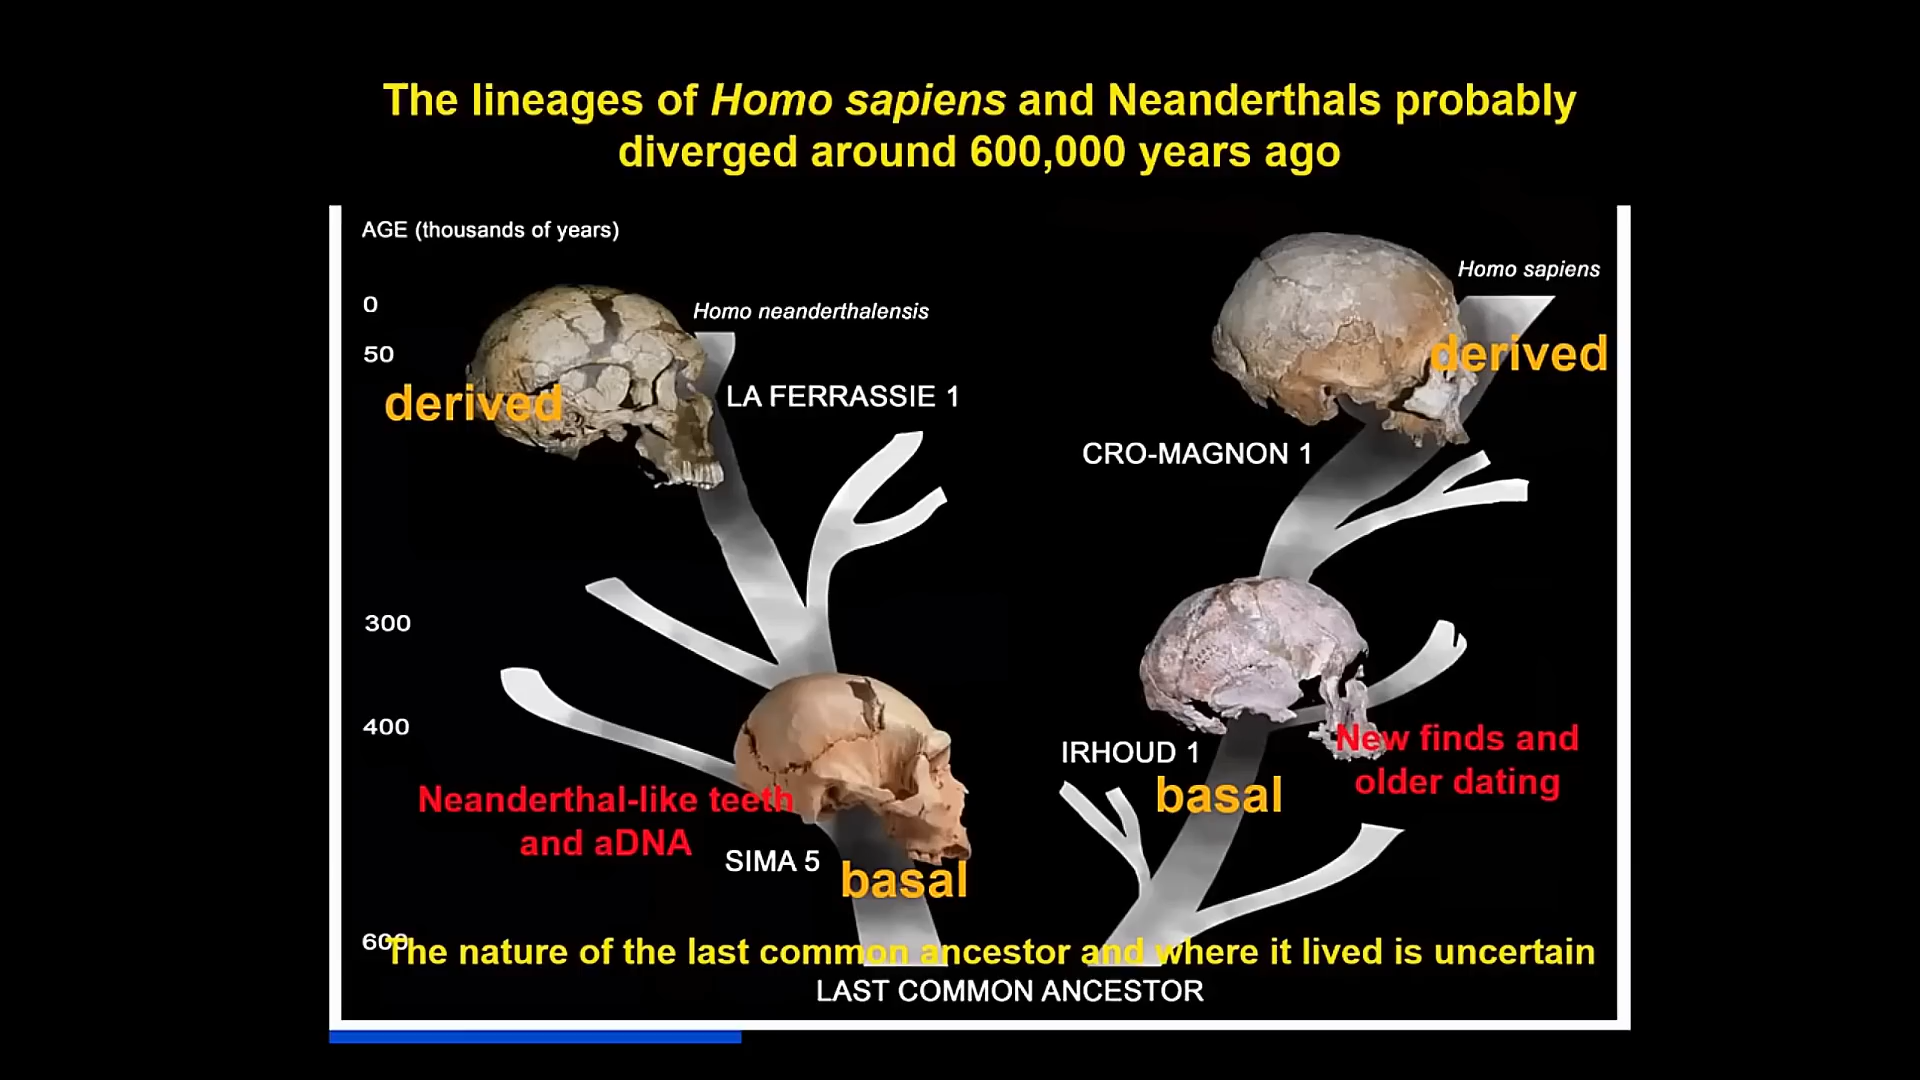 The lineages of Homo sapiens and Neanderthals probably
diverged around 600,000 years ago
AGE (thousands of years)
Homo sapiens
0
Homo neanderthalensis
50
derived
derived
LA FERRASSIE 1
CRO-MAGNON 1
300
400
New finds and
older dating
IRHOUD 1
basal
Neanderthal-like teeth
and aDNA
SIMA 5
basal
600
The nature of the last common ancestor and where it lived is uncertain
LAST COMMON ANCESTOR